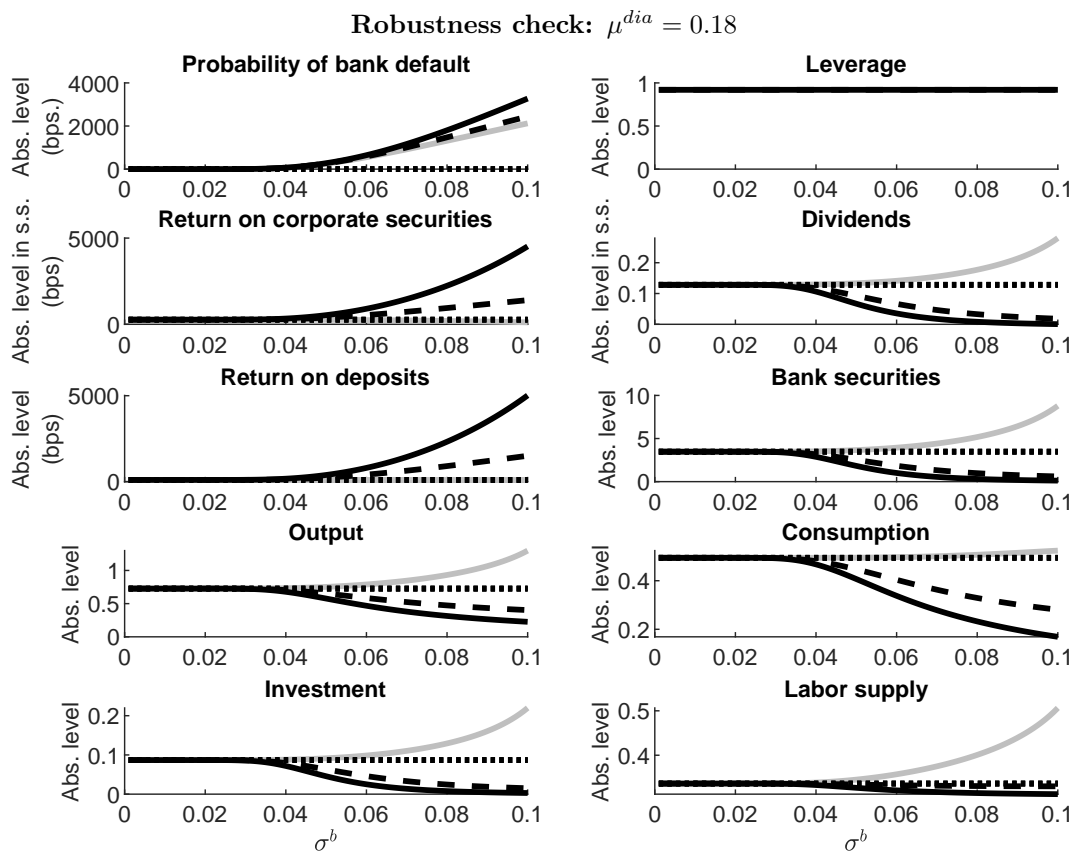 Robustness check: μ^{dia} = 0.18
Probability of bank default
Abs. level
(bps.)
4000
2000
0
0 0.02 0.04 0.06 0.08 0.1
Leverage
Abs. level
1
0.5
0
0 0.02 0.04 0.06 0.08 0.1
Return on corporate securities
Abs. level in s.s.
(bps)
5000
0
0 0.02 0.04 0.06 0.08 0.1
Dividends
Abs. level in s.s.
0.2
0.1
0
0 0.02 0.04 0.06 0.08 0.1
Return on deposits
Abs. level
(bps)
5000
0
0 0.02 0.04 0.06 0.08 0.1
Bank securities
Abs. level
10
5
0
0 0.02 0.04 0.06 0.08 0.1
Output
Abs. level
1
0.5
0
0 0.02 0.04 0.06 0.08 0.1
Consumption
Abs. level
0.4
0.2
0 0.02 0.04 0.06 0.08 0.1
Investment
Abs. level
0.2
0.1
0
0 0.02 0.04 0.06 0.08 0.1
σ^b
Labor supply
Abs. level
0.5
0.4
0 0.02 0.04 0.06 0.08 0.1
σ^b